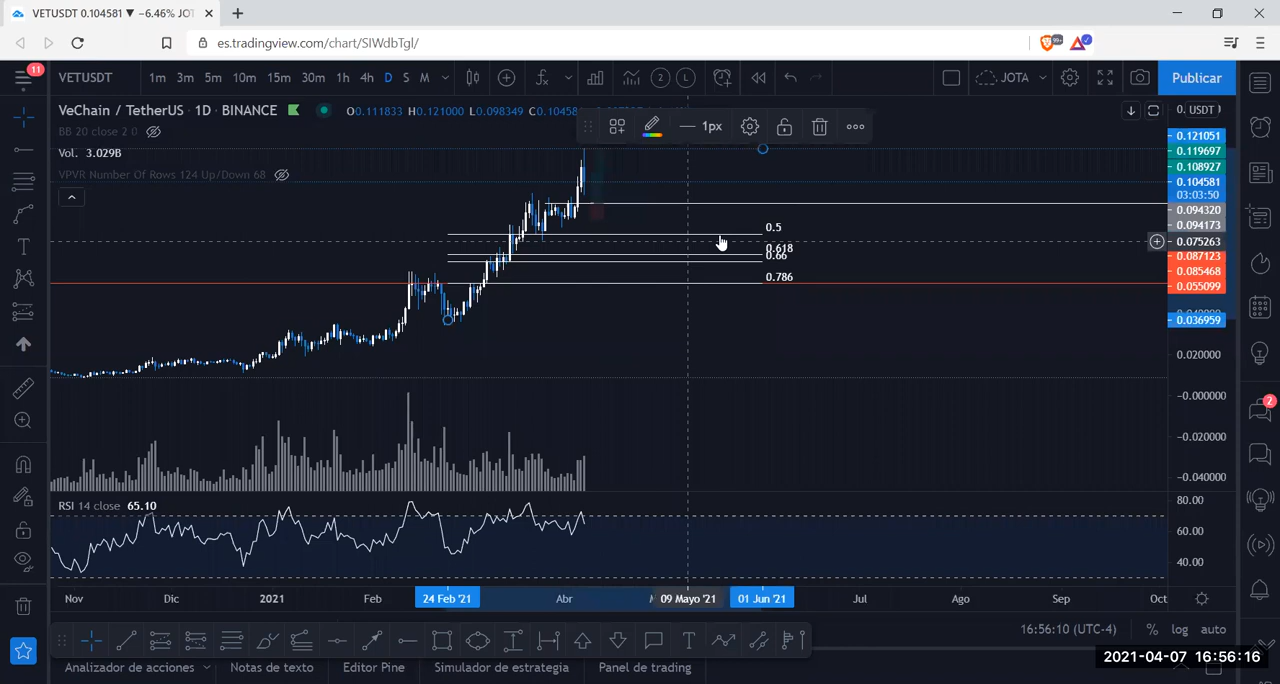 VETUSDT 0.104581 ▼ −6.46% JOT
es.tradingview.com/chart/SIWdbTgl/
99+
11
VETUSDT 1m 3m 5m 10m 15m 30m 1h 4h D S M
2 L
JOTA
Publicar
VeChain / TetherUS · 1D · BINANCE O0.111833 H0.121000 L0.098349 C0.104581
1px
0. USDT
BB 20 close 2 0
Vol. 3.029B
VPVR Number Of Rows 124 Up/Down 68
0.121051
0.119697
0.108927
0.104581
03:03:50
0.094320
0.094173
0.075263
0.087123
0.085468
0.055099
0.036959
0.020000
−0.000000
−0.020000
−0.040000
0.5
0.618
0.66
0.786
2
RSI 14 close 65.10
80.00
60.00
40.00
Nov Dic 2021 Feb 24 Feb '21 Abr 09 Mayo '21 01 Jun '21 Jul Ago Sep Oct
16:56:10 (UTC-4) % log auto
2021-04-07 16:56:16
Analizador de acciones Notas de texto Editor Pine Simulador de estrategia Panel de trading